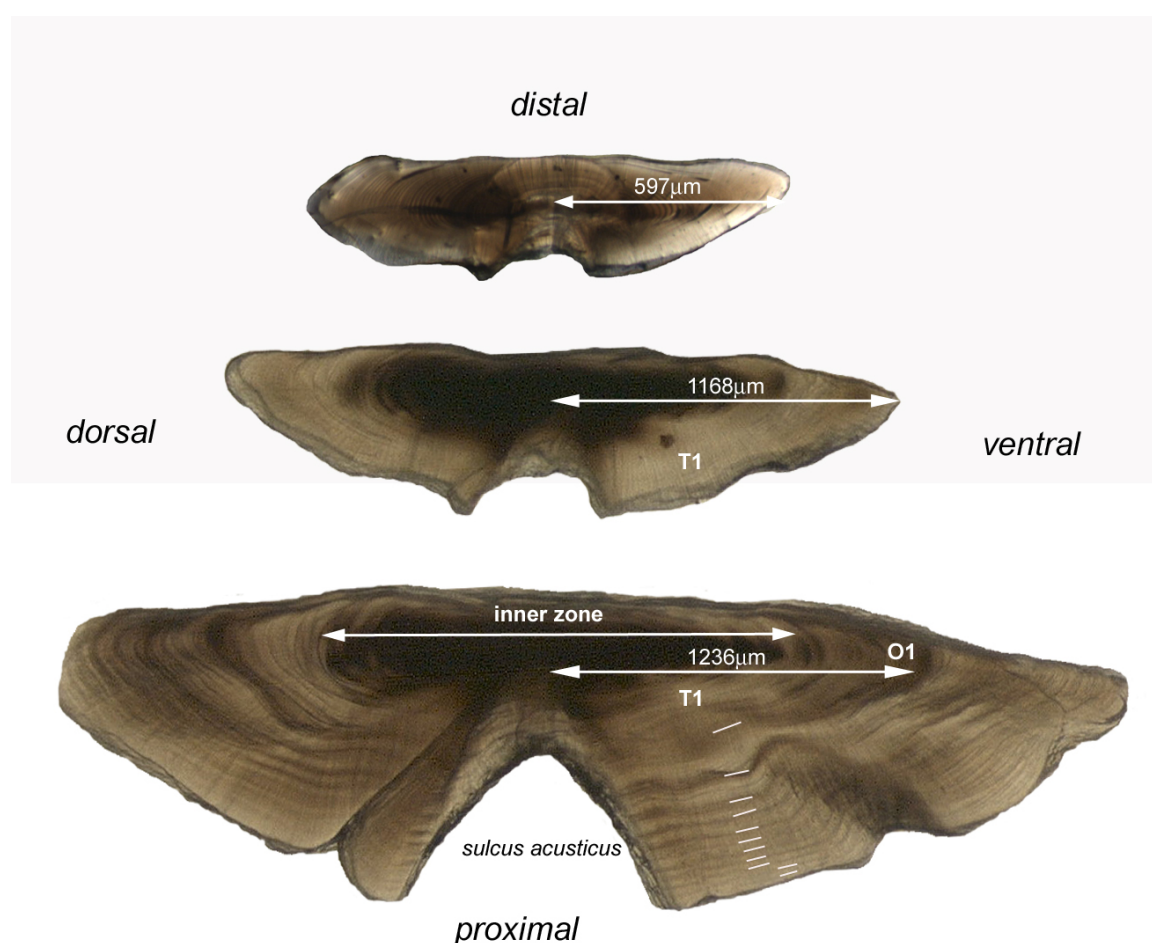 distal
597µm
1168µm
dorsal
ventral
T1
inner zone
O1
1236µm
T1
sulcus acusticus
proximal